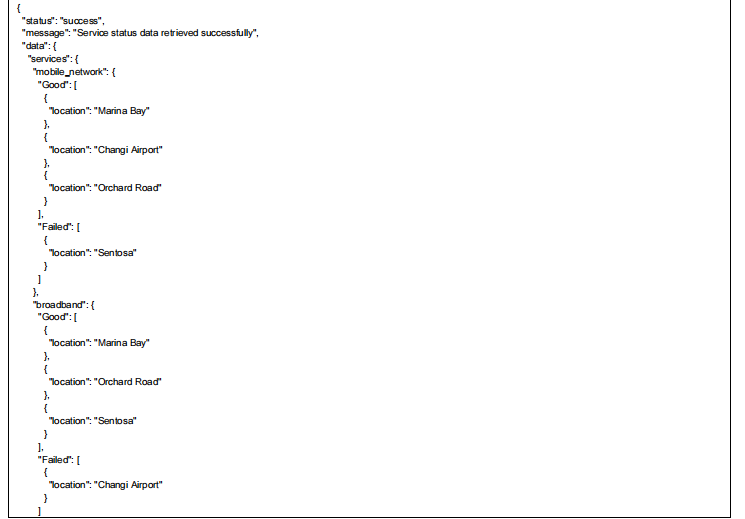 {
"status": "success",
"message": "Service status data retrieved successfully",
"data": {
"services": {
"mobile_network": {
"Good": [
{
"location": "Marina Bay"
},
{
"location": "Changi Airport"
},
{
"location": "Orchard Road"
}
],
"Failed": [
{
"location": "Sentosa"
}
]
},
"broadband": {
"Good": [
{
"location": "Marina Bay"
},
{
"location": "Orchard Road"
},
{
"location": "Sentosa"
}
],
"Failed": [
{
"location": "Changi Airport"
}
]